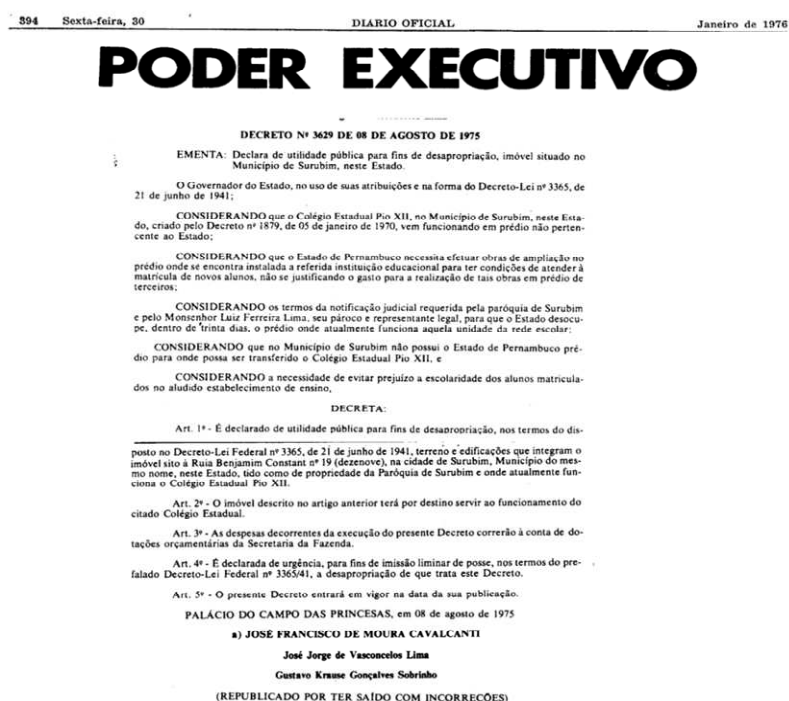 394 Sexta-feira, 30 DIARIO OFICIAL Janeiro de 1976
PODER EXECUTIVO
DECRETO Nº 3629 DE 08 DE AGOSTO DE 1975
EMENTA: Declara de utilidade pública para fins de desapropriação, imóvel situado no
Município de Surubim, neste Estado.
O Governador do Estado, no uso de suas atribuições e na forma do Decreto-Lei nº 3365, de
21 de junho de 1941;
CONSIDERANDO que o Colégio Estadual Pio XII, no Município de Surubim, neste Esta-
do, criado pelo Decreto nº 1879, de 05 de janeiro de 1970, vem funcionando em prédio não perten-
cente ao Estado;
CONSIDERANDO que o Estado de Pernambuco necessita efetuar obras de ampliação no
prédio onde se encontra instalada a referida instituição educacional para ter condições de atender à
matrícula de novos alunos, não se justificando o gasto para a realização de tais obras em prédio de
terceiros;
CONSIDERANDO os termos da notificação judicial requerida pela paróquia de Surubim
e pelo Monsenhor Luiz Ferreira Lima, seu pároco e representante legal, para que o Estado desocu-
pe, dentro de trinta dias, o prédio onde atualmente funciona aquela unidade da rede escolar;
CONSIDERANDO que no Município de Surubim não possui o Estado de Pernambuco pré-
dio para onde possa ser transferido o Colégio Estadual Pio XII, e
CONSIDERANDO a necessidade de evitar prejuízo a escolaridade dos alunos matricula-
dos no aludido estabelecimento de ensino,
DECRETA:
Art. 1º - É declarado de utilidade pública para fins de desapropriação, nos termos do dis-
posto no Decreto-Lei Federal nº 3365, de 21 de junho de 1941, terreno e edificações que integram o
imóvel sito à Ruia Benjamim Constant nº 19 (dezenove), na cidade de Surubim, Município do mes-
mo nome, neste Estado, tido como de propriedade da Paróquia de Surubim e onde atualmente fun-
ciona o Colégio Estadual Pio XII.
Art. 2º - O imóvel descrito no artigo anterior terá por destino servir ao funcionamento do
citado Colégio Estadual.
Art. 3º - As despesas decorrentes da execução do presente Decreto correrão à conta de do-
tações orçamentárias da Secretaria da Fazenda.
Art. 4º - É declarada de urgência, para fins de imissão liminar de posse, nos termos do pre-
falado Decreto-Lei Federal nº 3365/41, a desapropriação de que trata este Decreto.
Art. 5º - O presente Decreto entrará em vigor na data da sua publicação.
PALÁCIO DO CAMPO DAS PRINCESAS, em 08 de agosto de 1975
a) JOSÉ FRANCISCO DE MOURA CAVALCANTI
José Jorge de Vasconcelos Lima
Gustavo Krause Gonçalves Sobrinho
(REPUBLICADO POR TER SAÍDO COM INCORREÇÕES)